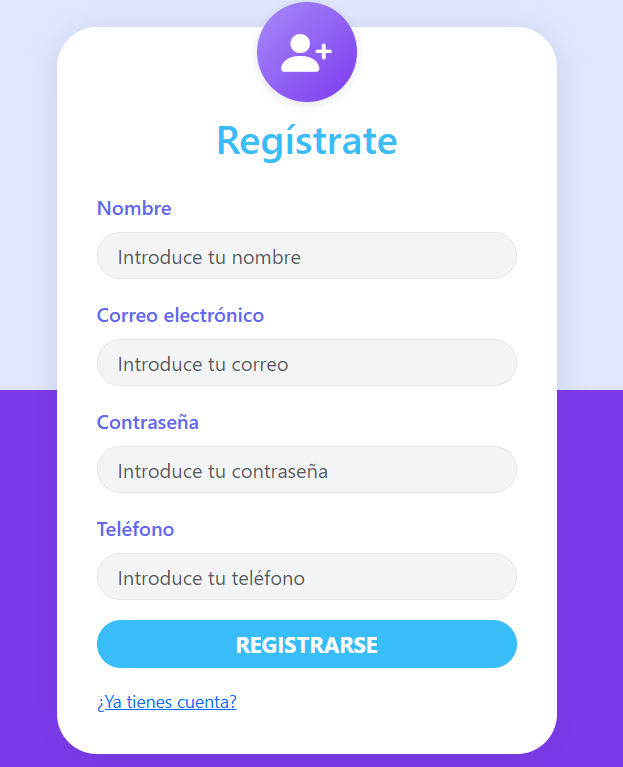 Regístrate
Nombre
Introduce tu nombre
Correo electrónico
Introduce tu correo
Contraseña
Introduce tu contraseña
Teléfono
Introduce tu teléfono
REGISTRARSE
¿Ya tienes cuenta?